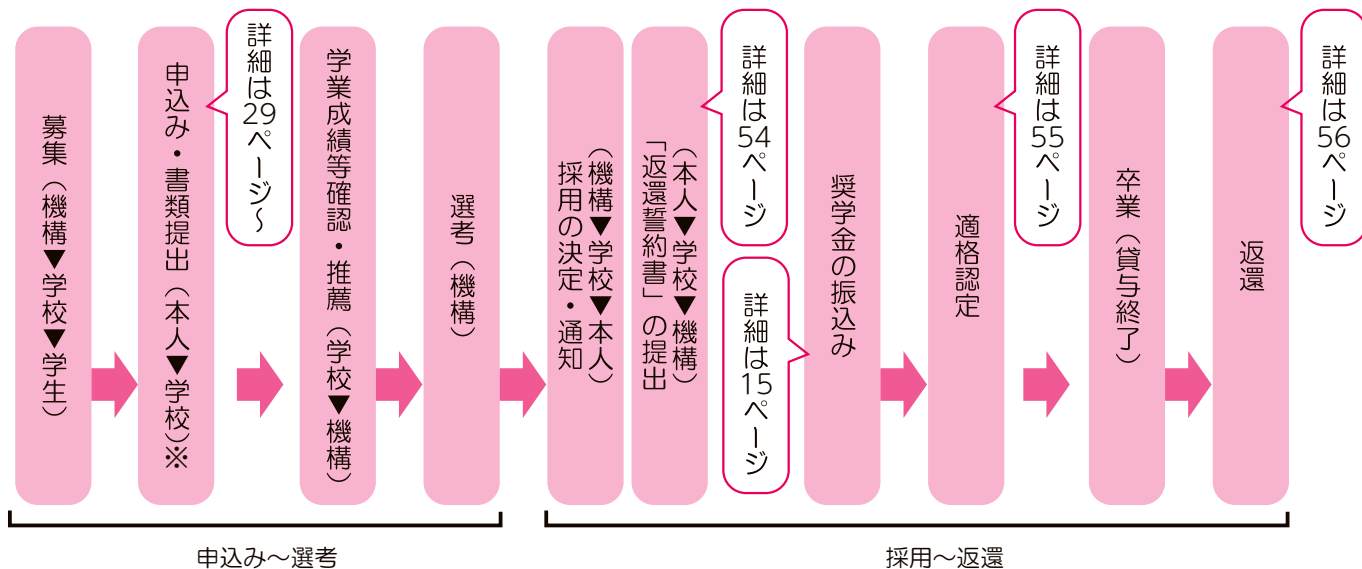 募集（機構▼学校▼学生）
申込み・書類提出（本人▼学校）※
詳細は29ページ～
学業成績等確認・推薦（学校▼機構）
選考（機構）
採用の決定・通知
（機構▼学校▼本人）
「返還誓約書」の提出
（本人▼学校▼機構）
詳細は54ページ
詳細は15ページ
奨学金の振込み
適格認定
詳細は55ページ
卒業（貸与終了）
返還
詳細は56ページ
申込み～選考
採用～返還